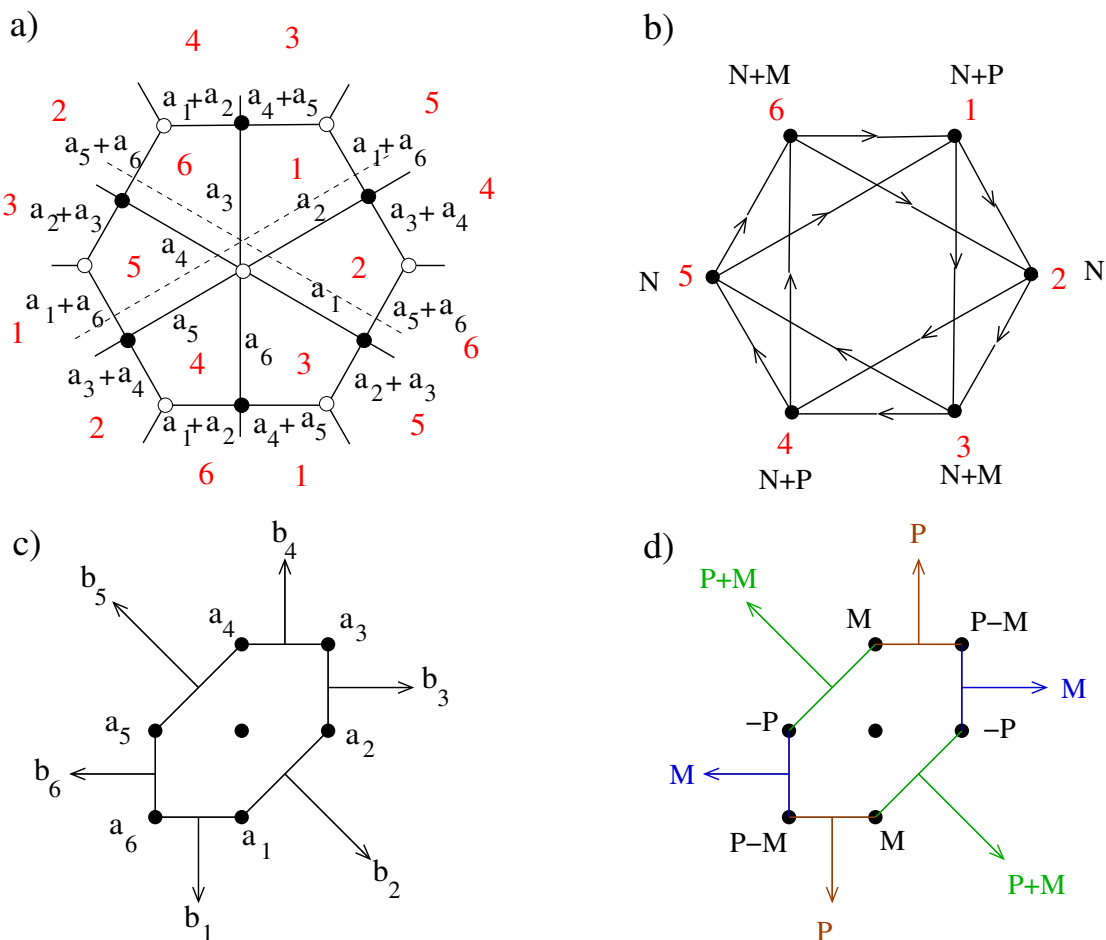 a)
4 3
b)
N+M N+P
6 1
2 a₁+a₂ a₄+a₅ 5
a₅+a₆ 6 1 a₁+a₆
3 a₂+a₃ a₃ a₂ a₃+a₄ 4
a₄
5 2
N 5 2 N
a₁+a₆ a₁ a₅+a₆
1 a₅ a₆ 6
a₃+a₄ 4 3 a₂+a₃
2 a₁+a₂ a₄+a₅ 5
6 1
4 3
N+P N+M
c)
b₄
b₅
a₄ a₃
b₃
a₅ a₂
b₆
a₆ a₁
b₂
b₁
d)
P
P+M
M P−M
M
−P −P
M
P−M M
P+M
P